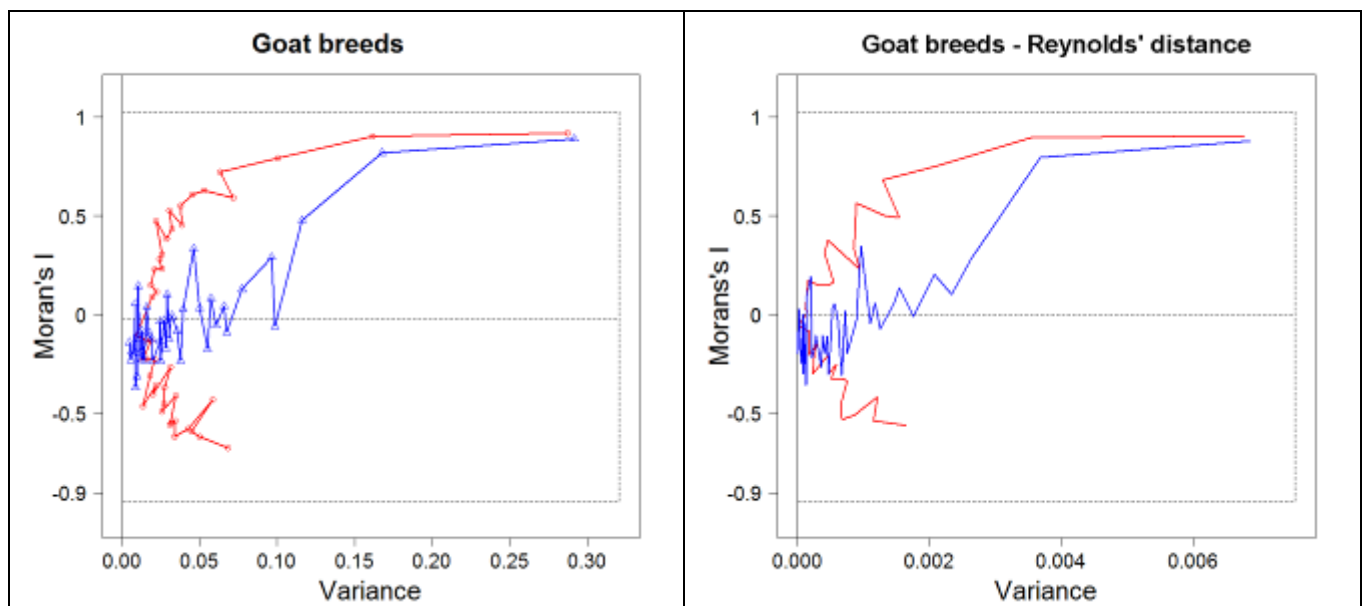 Goat breeds
1
0.5
0
-0.5
-0.9
Moran's I
0.00 0.05 0.10 0.15 0.20 0.25 0.30
Variance
Goat breeds - Reynolds' distance
1
0.5
0
-0.5
-0.9
Morans's I
0.000 0.002 0.004 0.006
Variance